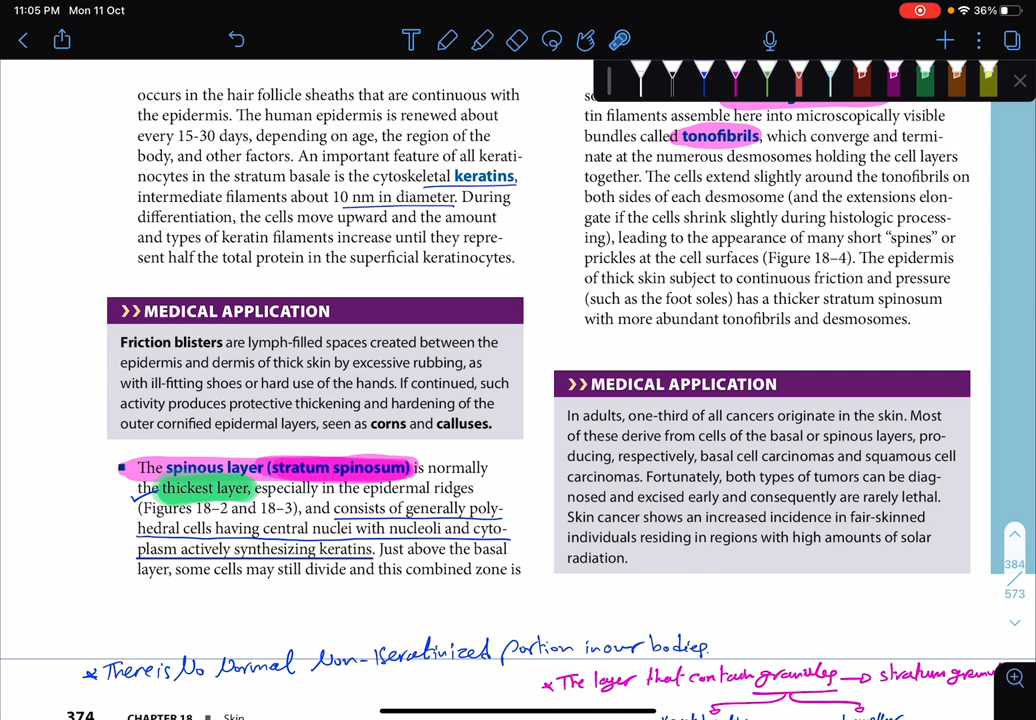 11:05 PM Mon 11 Oct
36%
occurs in the hair follicle sheaths that are continuous with
the epidermis. The human epidermis is renewed about
every 15-30 days, depending on age, the region of the
body, and other factors. An important feature of all kerati-
nocytes in the stratum basale is the cytoskeletal keratins,
intermediate filaments about 10 nm in diameter. During
differentiation, the cells move upward and the amount
and types of keratin filaments increase until they repre-
sent half the total protein in the superficial keratinocytes.
›› MEDICAL APPLICATION
Friction blisters are lymph-filled spaces created between the
epidermis and dermis of thick skin by excessive rubbing, as
with ill-fitting shoes or hard use of the hands. If continued, such
activity produces protective thickening and hardening of the
outer cornified epidermal layers, seen as corns and calluses.
■ The spinous layer (stratum spinosum) is normally
the thickest layer, especially in the epidermal ridges
(Figures 18–2 and 18–3), and consists of generally poly-
hedral cells having central nuclei with nucleoli and cyto-
plasm actively synthesizing keratins. Just above the basal
layer, some cells may still divide and this combined zone is
tin filaments assemble here into microscopically visible
bundles called tonofibrils, which converge and termi-
nate at the numerous desmosomes holding the cell layers
together. The cells extend slightly around the tonofibrils on
both sides of each desmosome (and the extensions elon-
gate if the cells shrink slightly during histologic process-
ing), leading to the appearance of many short “spines” or
prickles at the cell surfaces (Figure 18–4). The epidermis
of thick skin subject to continuous friction and pressure
(such as the foot soles) has a thicker stratum spinosum
with more abundant tonofibrils and desmosomes.
›› MEDICAL APPLICATION
In adults, one-third of all cancers originate in the skin. Most
of these derive from cells of the basal or spinous layers, pro-
ducing, respectively, basal cell carcinomas and squamous cell
carcinomas. Fortunately, both types of tumors can be diag-
nosed and excised early and consequently are rarely lethal.
Skin cancer shows an increased incidence in fair-skinned
individuals residing in regions with high amounts of solar
radiation.
384
573
* There is No Normal Non-Keratinized portion in our bodies.
* The layer that contain granules → stratum granu
374 CHAPTER 18 ■ Skin